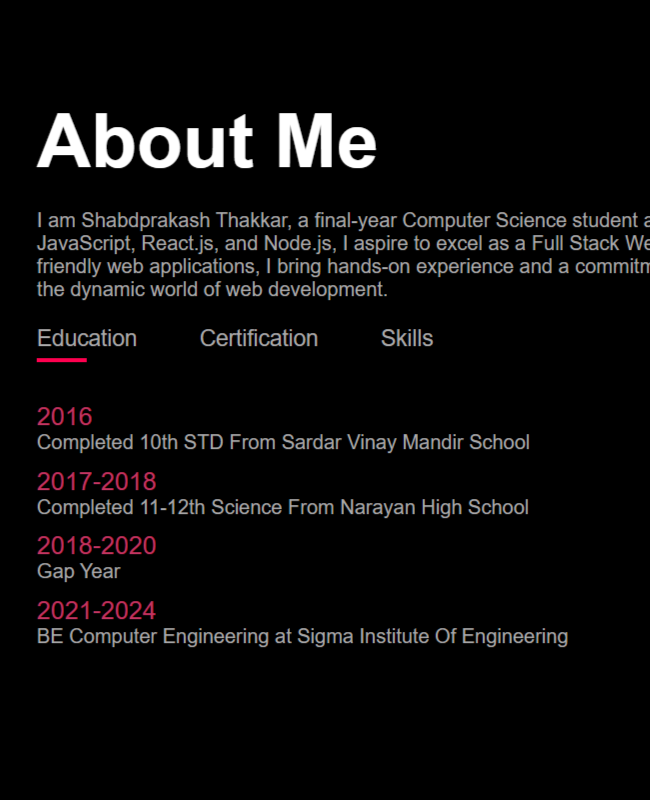 About Me
I am Shabdprakash Thakkar, a final-year Computer Science student
JavaScript, React.js, and Node.js, I aspire to excel as a Full Stack
friendly web applications, I bring hands-on experience and a
the dynamic world of web development.
Education Certification Skills
2016
Completed 10th STD From Sardar Vinay Mandir School
2017-2018
Completed 11-12th Science From Narayan High School
2018-2020
Gap Year
2021-2024
BE Computer Engineering at Sigma Institute Of Engineering